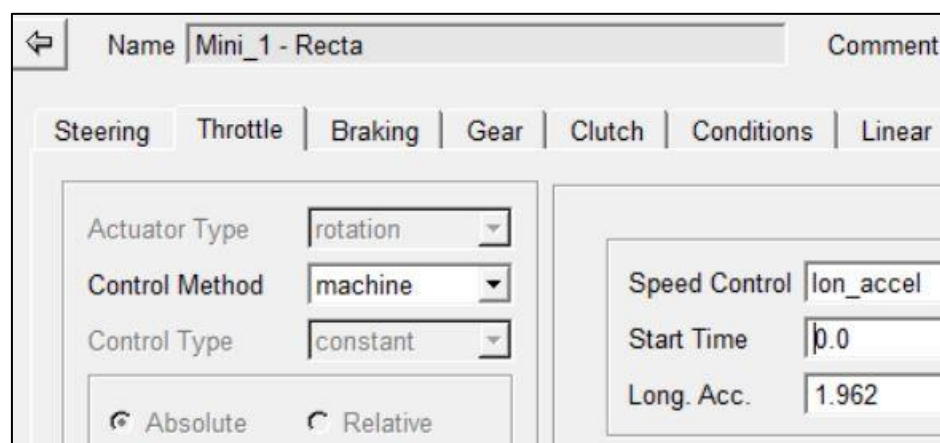 Name Mini_1 - Recta Comment
Steering Throttle Braking Gear Clutch Conditions Linear
Actuator Type rotation
Control Method machine
Control Type constant
Absolute Relative
Speed Control lon_accel
Start Time 0.0
Long. Acc. 1.962